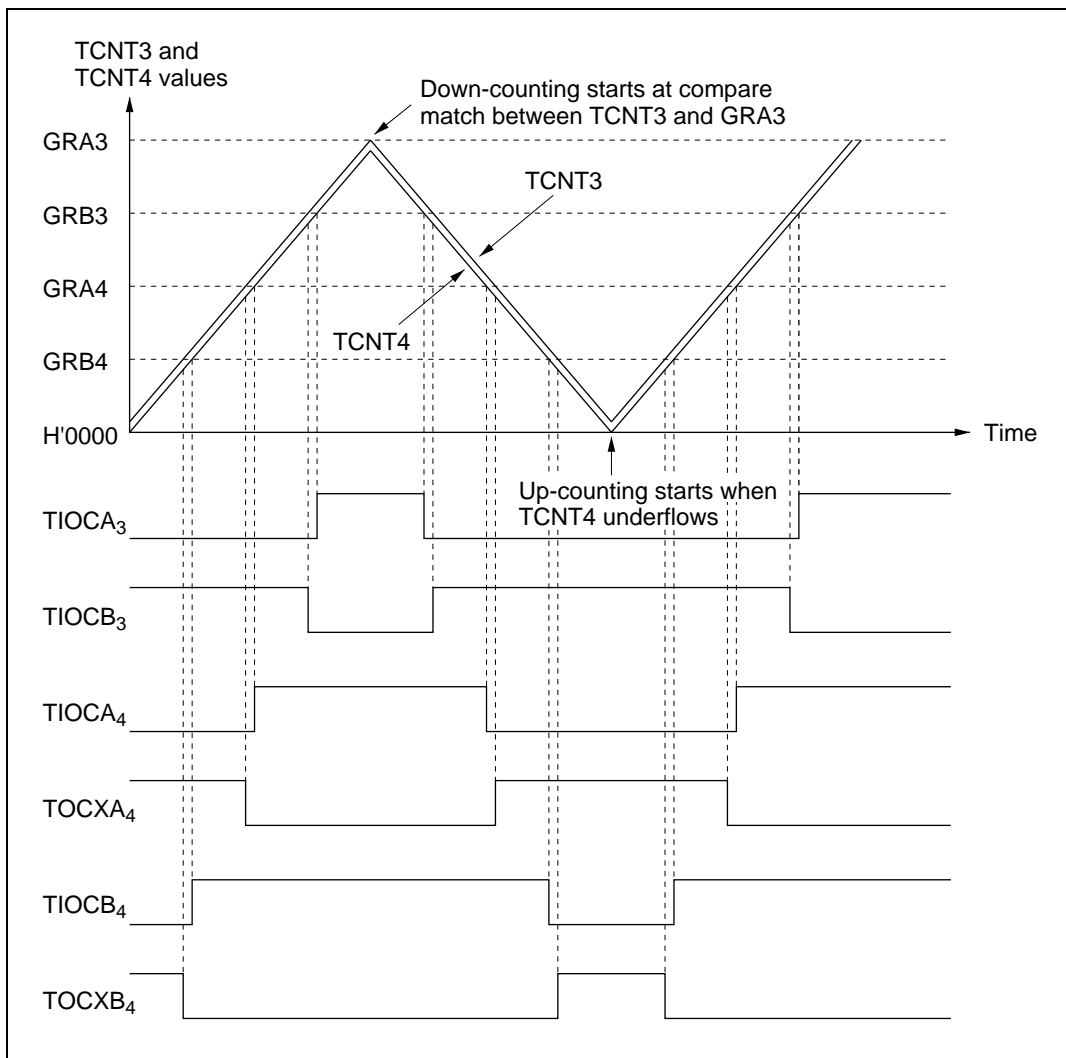 TCNT3 and
TCNT4 values
Down-counting starts at compare
match between TCNT3 and GRA3
GRA3
TCNT3
GRB3
GRA4
TCNT4
GRB4
H'0000
Time
Up-counting starts when
TCNT4 underflows
TIOCA3
TIOCB3
TIOCA4
TOCXA4
TIOCB4
TOCXB4